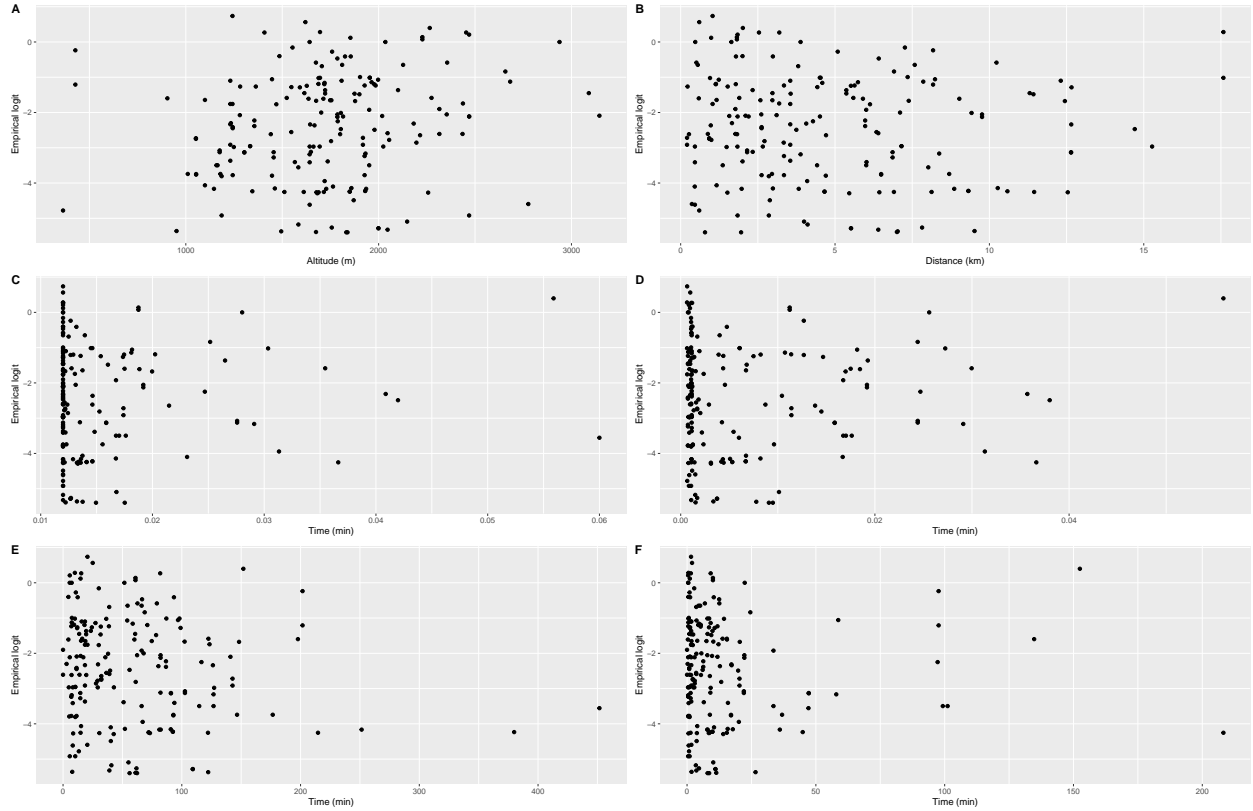 A
B
0
−2
−4
Empirical logit
1000
2000
3000
Altitude (m)
0
−2
−4
Empirical logit
0
5
10
15
Distance (km)
C
D
0
−2
−4
Empirical logit
0.01
0.02
0.03
0.04
0.05
0.06
Time (min)
0
−2
−4
Empirical logit
0.00
0.02
0.04
Time (min)
E
F
0
−2
−4
Empirical logit
0
100
200
300
400
Time (min)
0
−2
−4
Empirical logit
0
50
100
150
200
Time (min)